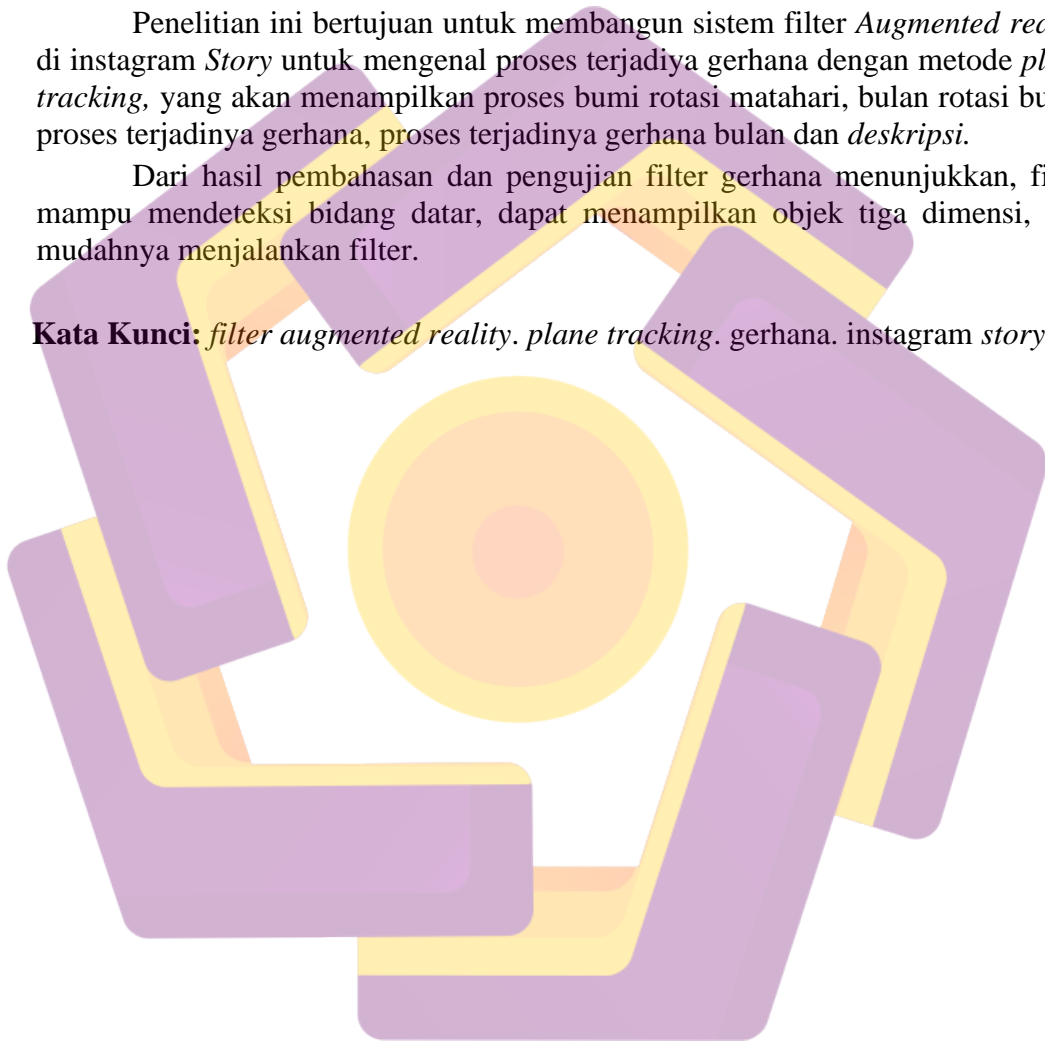 Penelitian ini bertujuan untuk membangun sistem filter Augmented rea
di instagram Story untuk mengenal proses terjadiya gerhana dengan metode pl
tracking, yang akan menampilkan proses bumi rotasi matahari, bulan rotasi bu
proses terjadinya gerhana, proses terjadinya gerhana bulan dan deskripsi.
Dari hasil pembahasan dan pengujian filter gerhana menunjukkan, fi
mampu mendeteksi bidang datar, dapat menampilkan objek tiga dimensi,
mudahnya menjalankan filter.
Kata Kunci: filter augmented reality. plane tracking. gerhana. instagram story